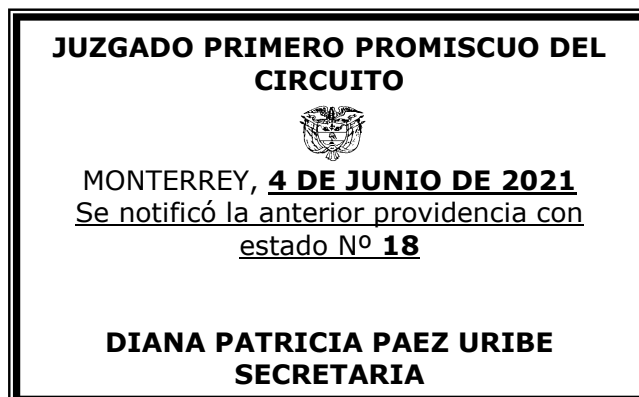 JUZGADO PRIMERO PROMISCUO DEL
CIRCUITO
MONTERREY, 4 DE JUNIO DE 2021
Se notificó la anterior providencia con
estado Nº 18
DIANA PATRICIA PAEZ URIBE
SECRETARIA